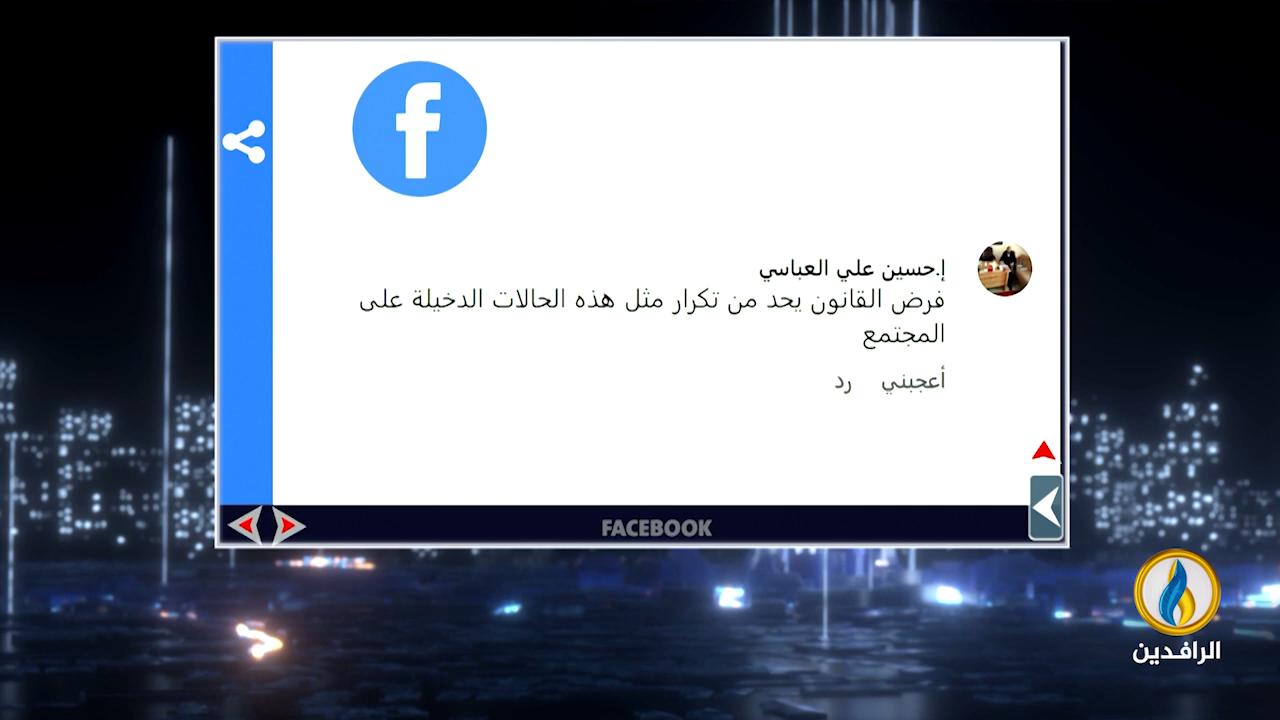 إ.حسين علي العباسي
فرض القانون يحد من تكرار مثل هذه الحالات الدخيلة على
المجتمع
أعجبني رد
FACEBOOK
الرافدين